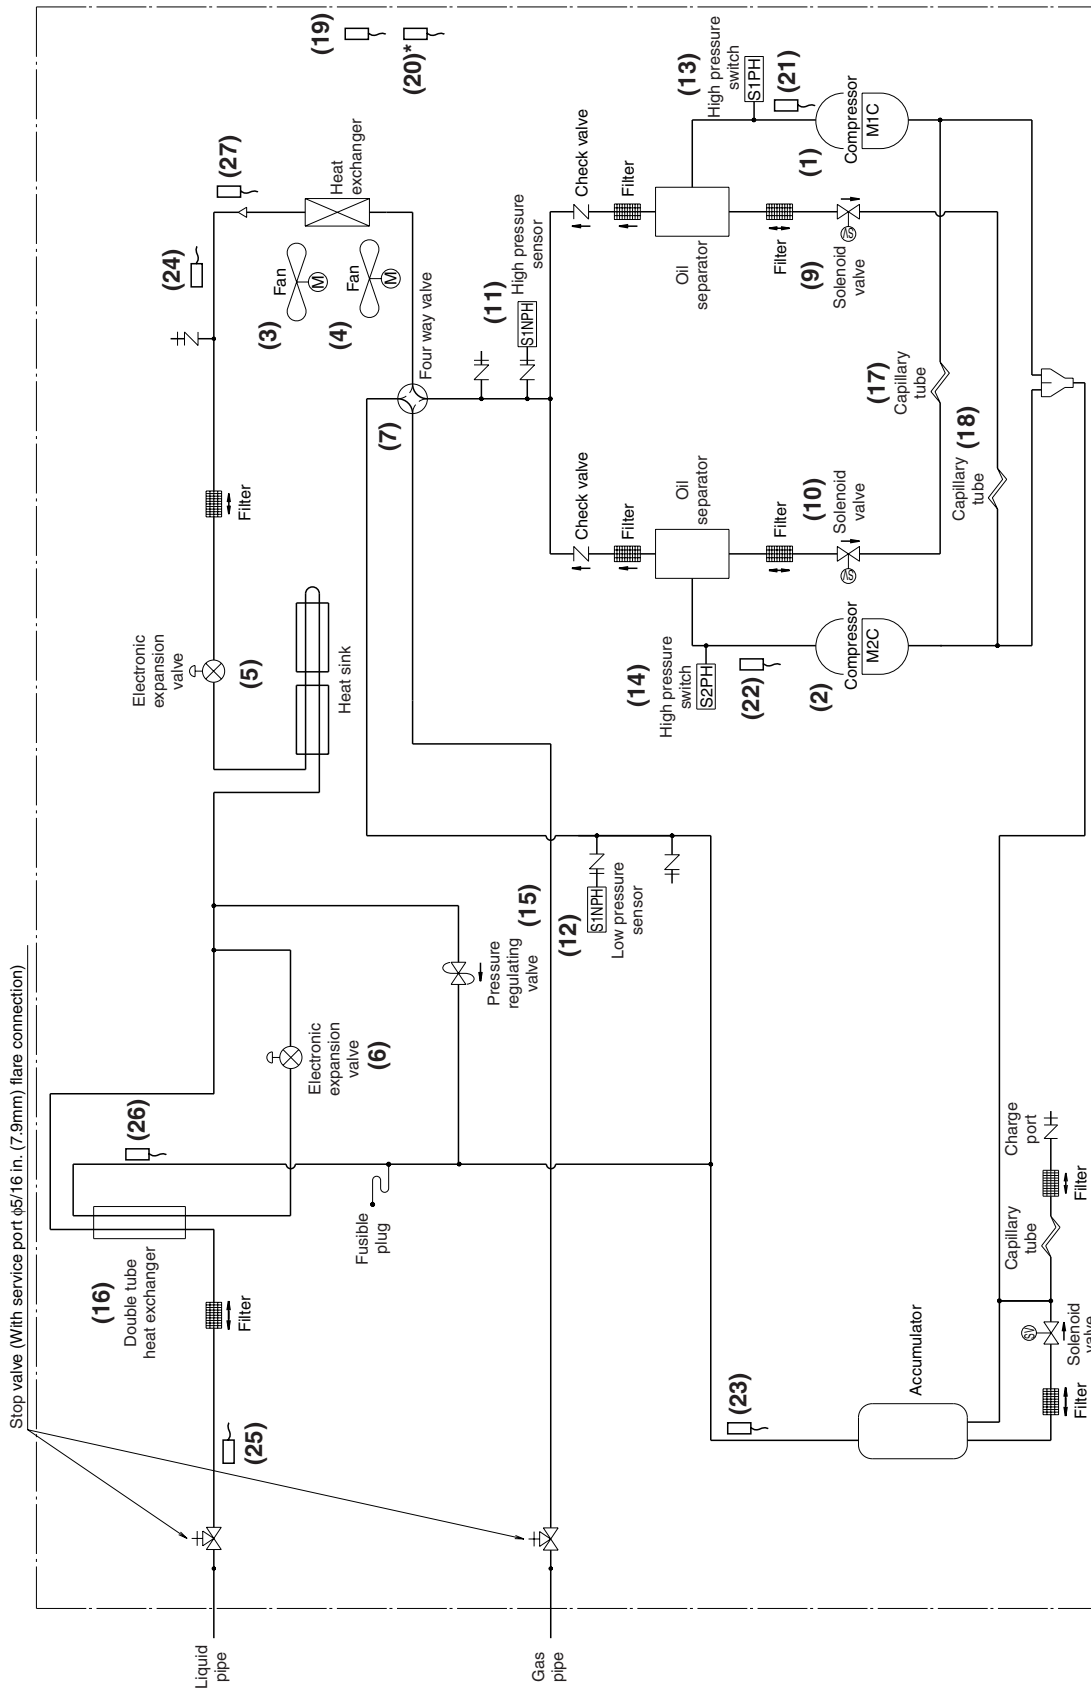 Stop valve (With service port φ5/16 in. (7.9mm) flare connection)
(19)
(20)*
(27)
(24)
Heat
exchanger
Fan
M
(3)
Fan
M
(4)
Four way valve
(7)
(11)
High pressure
sensor
S1NPH
(13)
High pressure
switch
S1PH
(21)
Compressor
M1C
(1)
Check valve
Filter
Oil
separator
Filter
(9)
Solenoid
valve
SV
(17)
Capillary
tube
(18)
Capillary
tube
Check valve
Filter
Oil
separator
Filter
(10)
Solenoid
valve
SV
(14)
High pressure
switch
S2PH
(22)
Compressor
M2C
(2)
Filter
Electronic
expansion
valve
(5)
Heat sink
(15)
(12)
S1NPH
Low pressure
sensor
Pressure
regulating
valve
Electronic
expansion
valve
(6)
(26)
Fusible
plug
(16)
Double tube
heat exchanger
Filter
(25)
(23)
Accumulator
Charge
port
Filter
Capillary
tube
SV
Solenoid
valve
Filter
Liquid
pipe
Gas
pipe